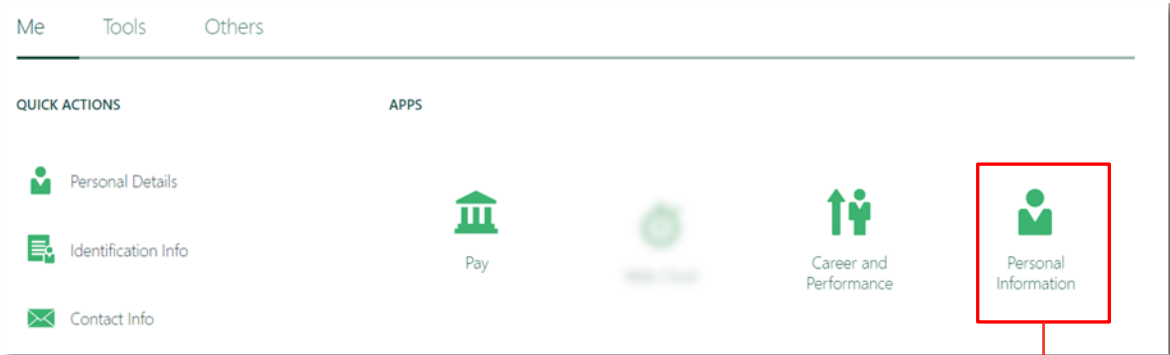 Me Tools Others
QUICK ACTIONS
APPS
Personal Details
Identification Info
Contact Info
Pay
Career and
Performance
Personal
Information